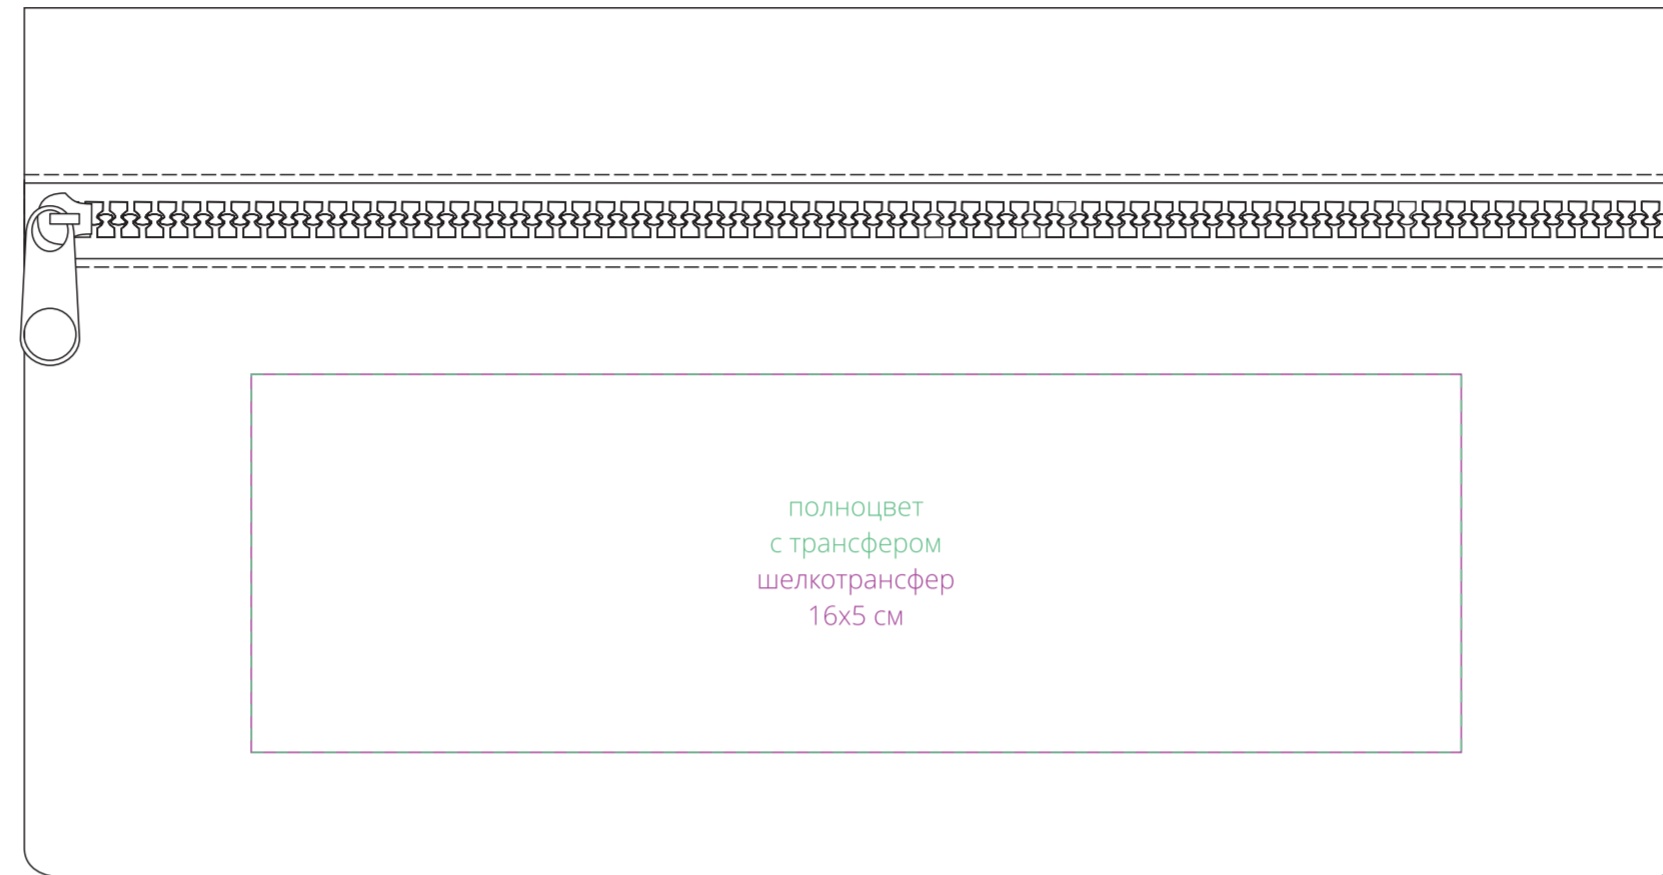 полноцвет
с трансфером
шелкотрансфер
16x5 см